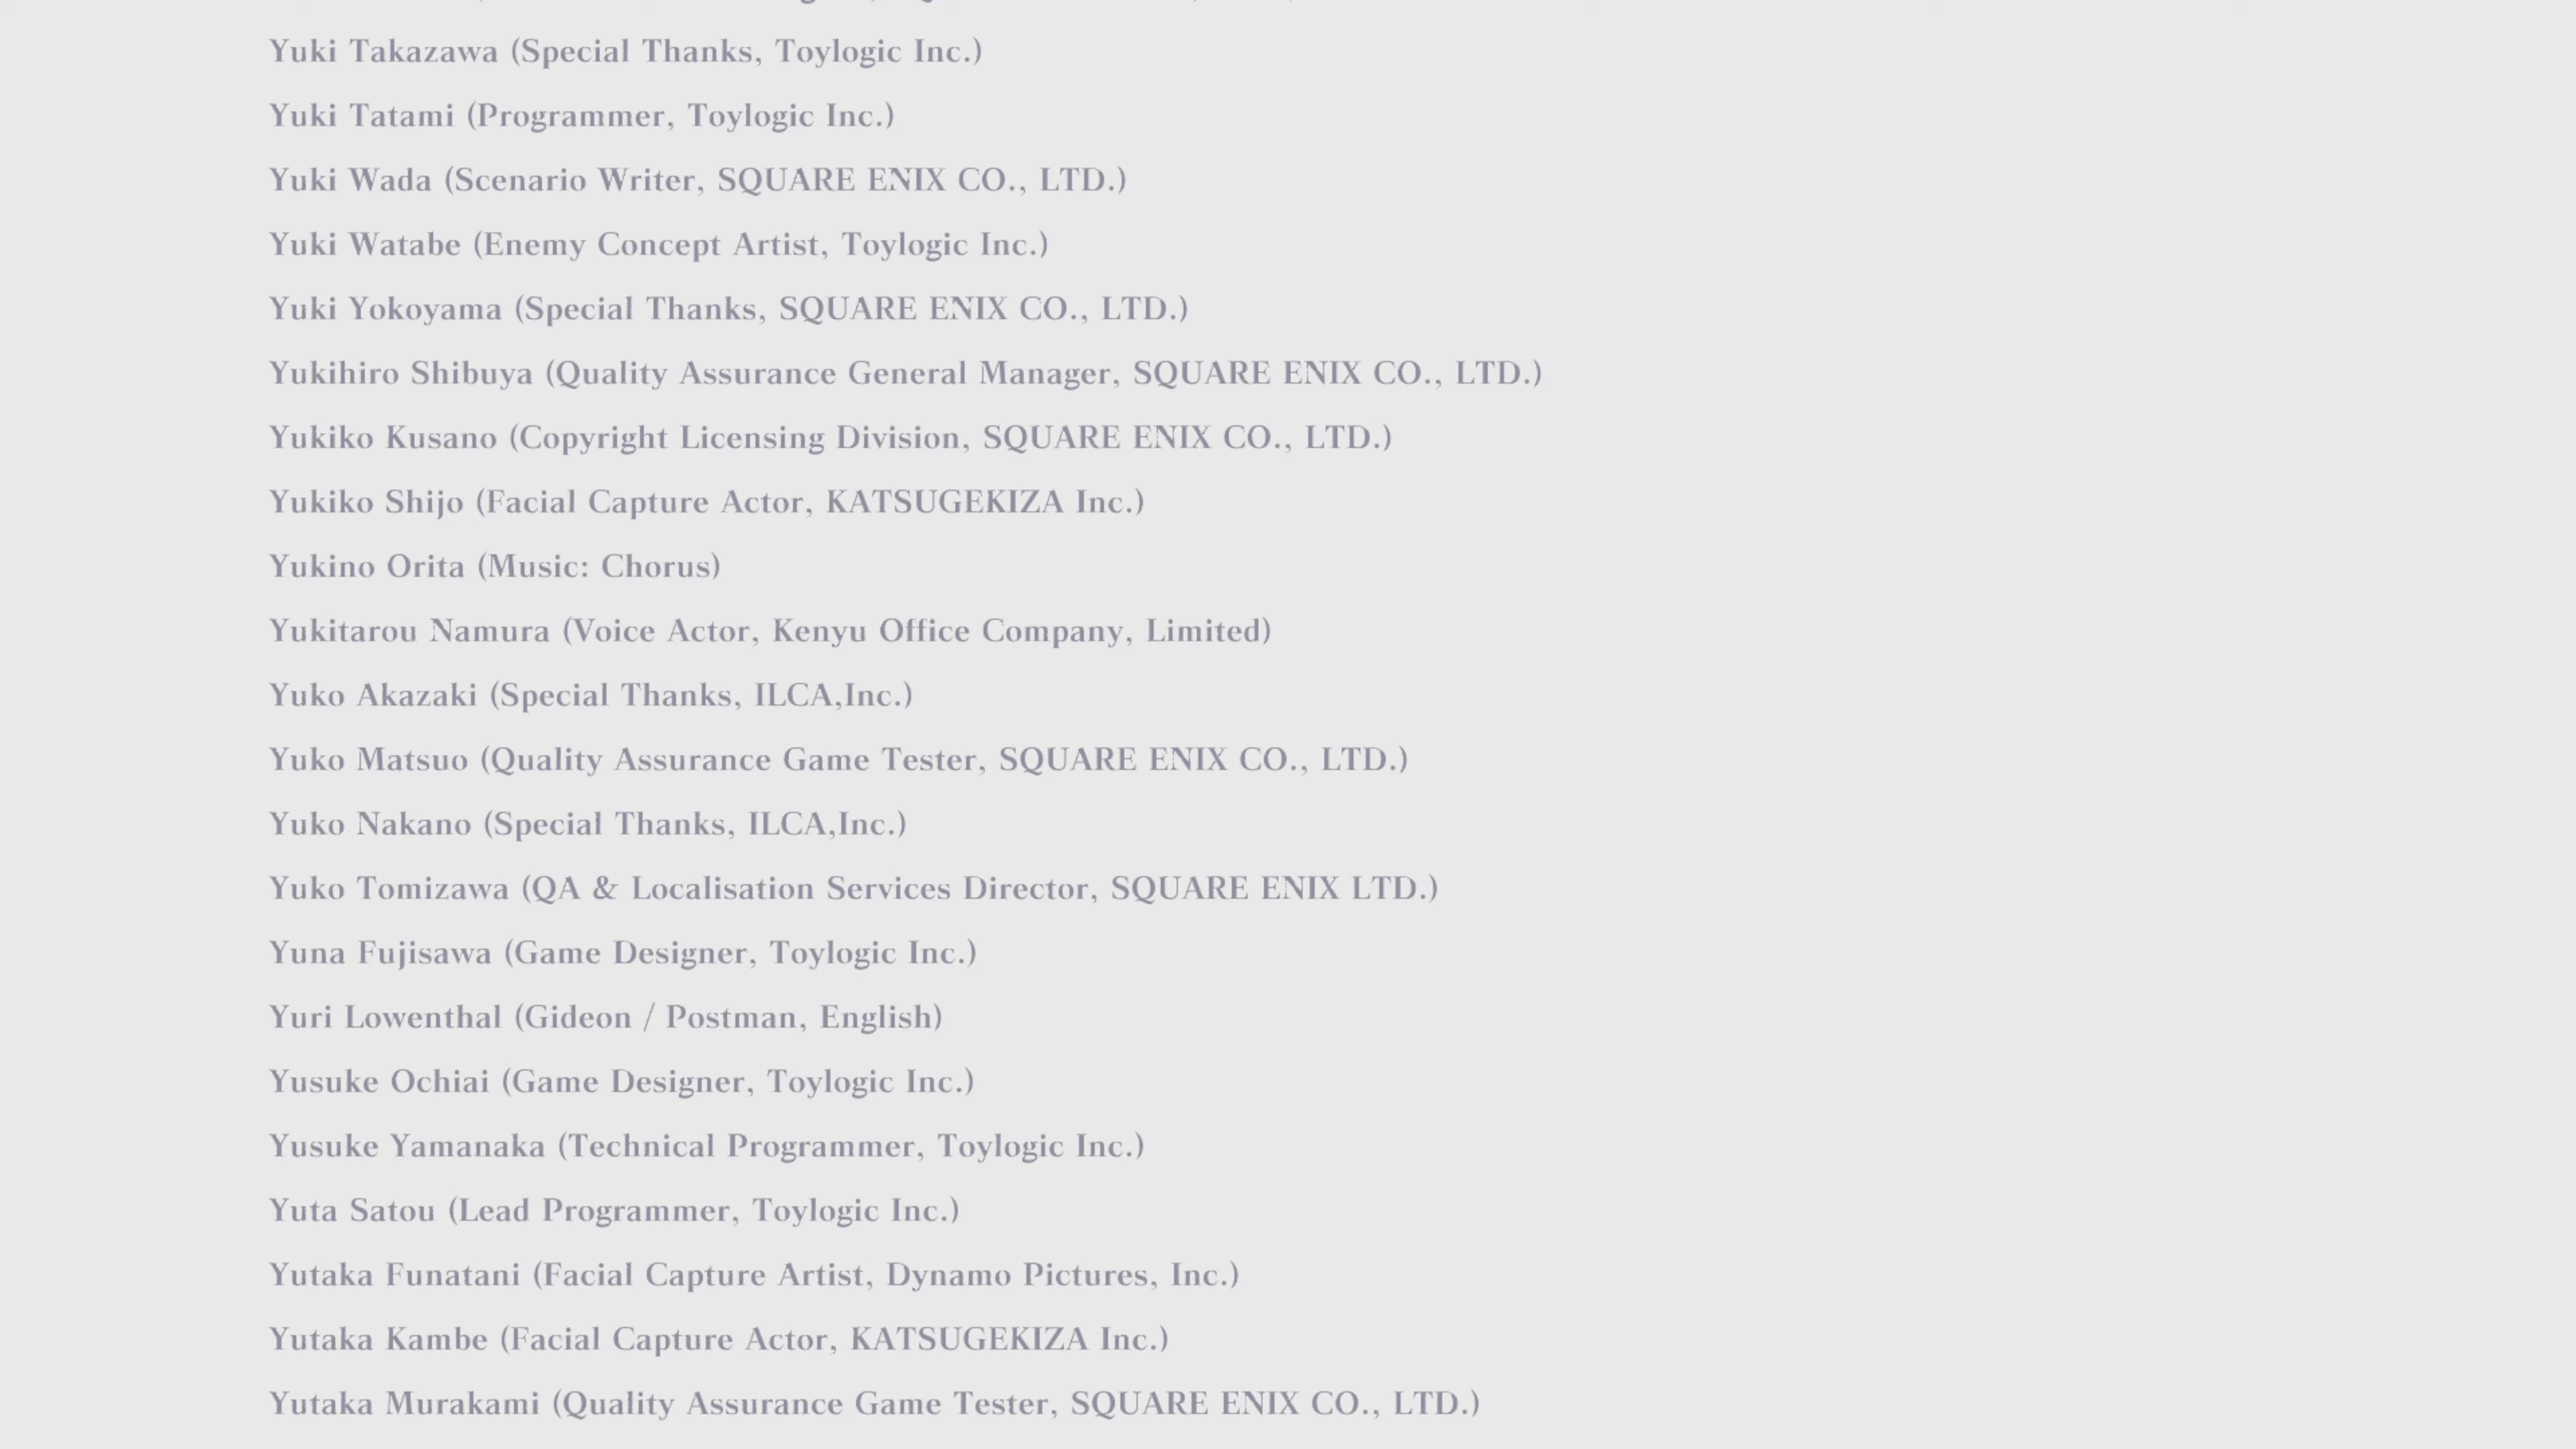 Yuki Takazawa (Special Thanks, Toylogic Inc.)
Yuki Tatami (Programmer, Toylogic Inc.)
Yuki Wada (Scenario Writer, SQUARE ENIX CO., LTD.)
Yuki Watabe (Enemy Concept Artist, Toylogic Inc.)
Yuki Yokoyama (Special Thanks, SQUARE ENIX CO., LTD.)
Yukihiro Shibuya (Quality Assurance General Manager, SQUARE ENIX CO., LTD.)
Yukiko Kusano (Copyright Licensing Division, SQUARE ENIX CO., LTD.)
Yukiko Shijo (Facial Capture Actor, KATSUGEKIZA Inc.)
Yukino Orita (Music: Chorus)
Yukitarou Namura (Voice Actor, Kenyu Office Company, Limited)
Yuko Akazaki (Special Thanks, ILCA,Inc.)
Yuko Matsuo (Quality Assurance Game Tester, SQUARE ENIX CO., LTD.)
Yuko Nakano (Special Thanks, ILCA,Inc.)
Yuko Tomizawa (QA & Localisation Services Director, SQUARE ENIX LTD.)
Yuna Fujisawa (Game Designer, Toylogic Inc.)
Yuri Lowenthal (Gideon / Postman, English)
Yusuke Ochiai (Game Designer, Toylogic Inc.)
Yusuke Yamanaka (Technical Programmer, Toylogic Inc.)
Yuta Satou (Lead Programmer, Toylogic Inc.)
Yutaka Funatani (Facial Capture Artist, Dynamo Pictures, Inc.)
Yutaka Kambe (Facial Capture Actor, KATSUGEKIZA Inc.)
Yutaka Murakami (Quality Assurance Game Tester, SQUARE ENIX CO., LTD.)